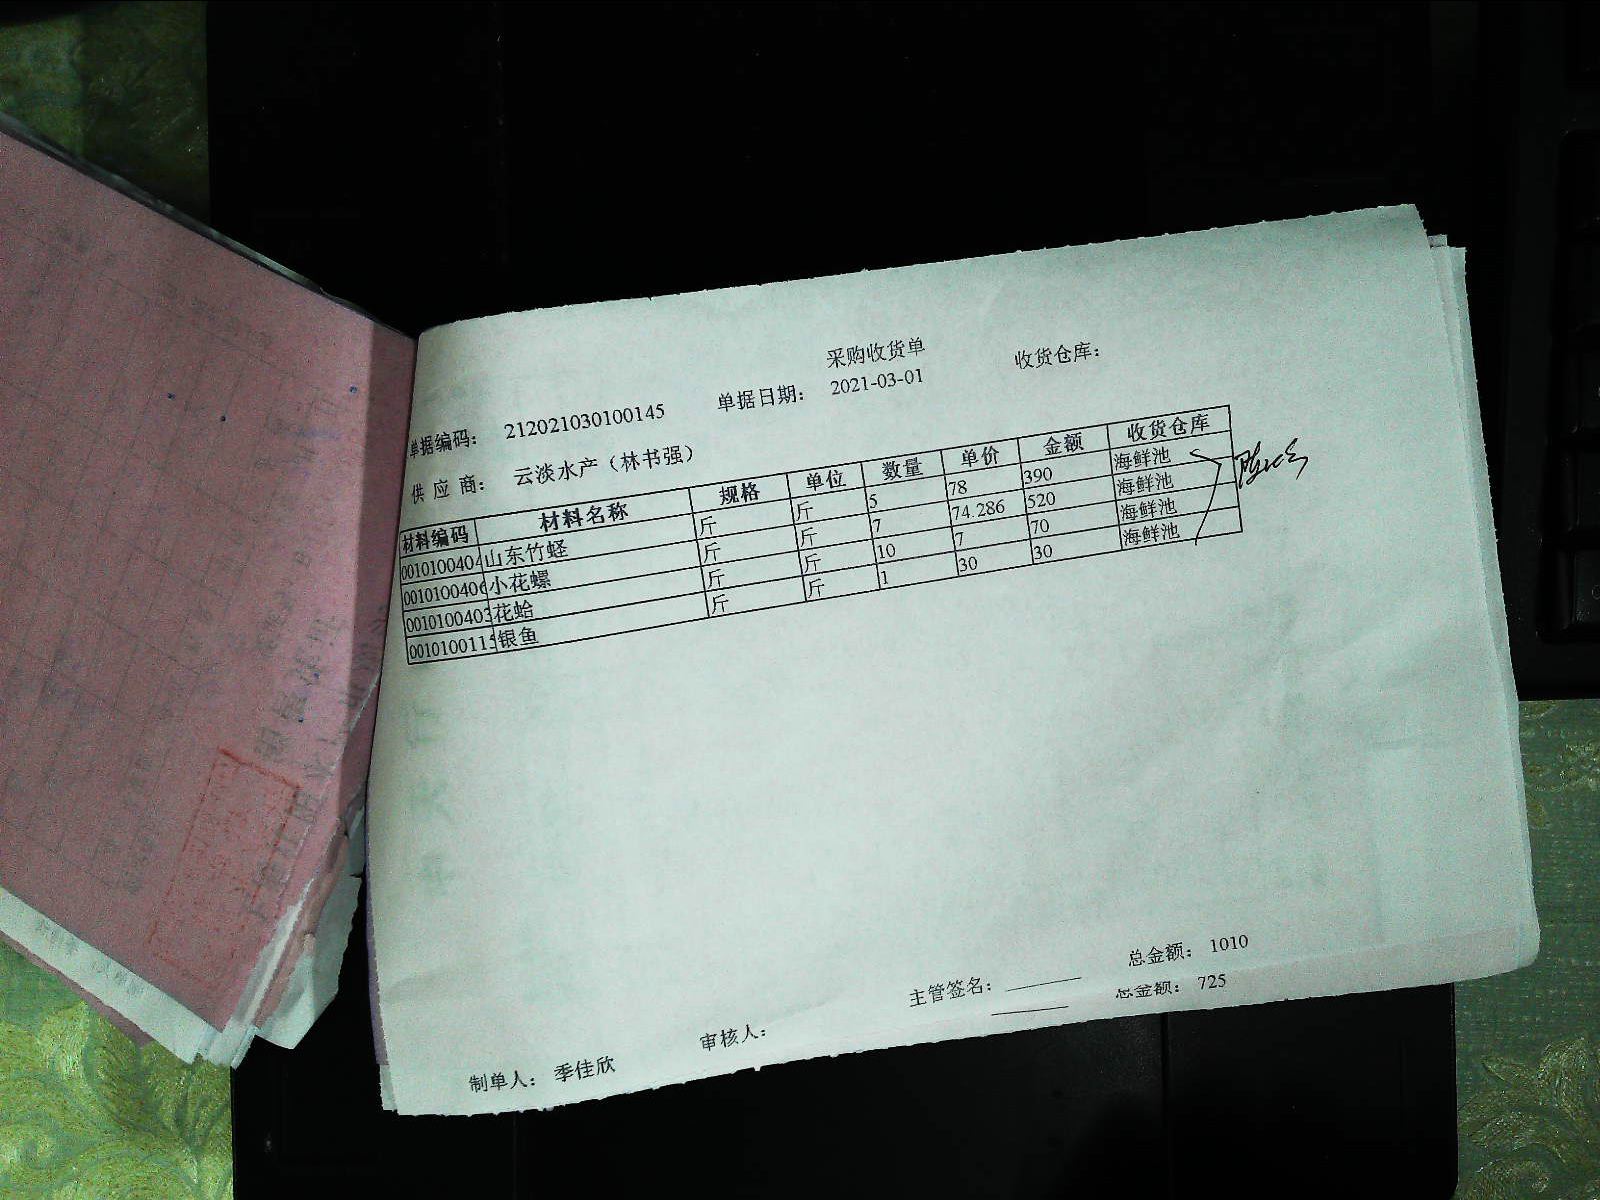 采购收货单
单据编码： 212021030100145 单据日期： 2021-03-01 收货仓库：
供 应 商： 云淡水产（林书强）
材料编码 材料名称 规格 单位 数量 单价 金额 收货仓库
001010040 山东竹蛏 斤 斤 5 78 390 海鲜池
001010040 小花螺 斤 斤 7 74.286 520 海鲜池
001010040 花蛤 斤 斤 10 7 70 海鲜池
001010011 银鱼 斤 斤 1 30 30 海鲜池
主管签名： 总金额： 1010
总金额： 725
制单人： 季佳欣 审核人：